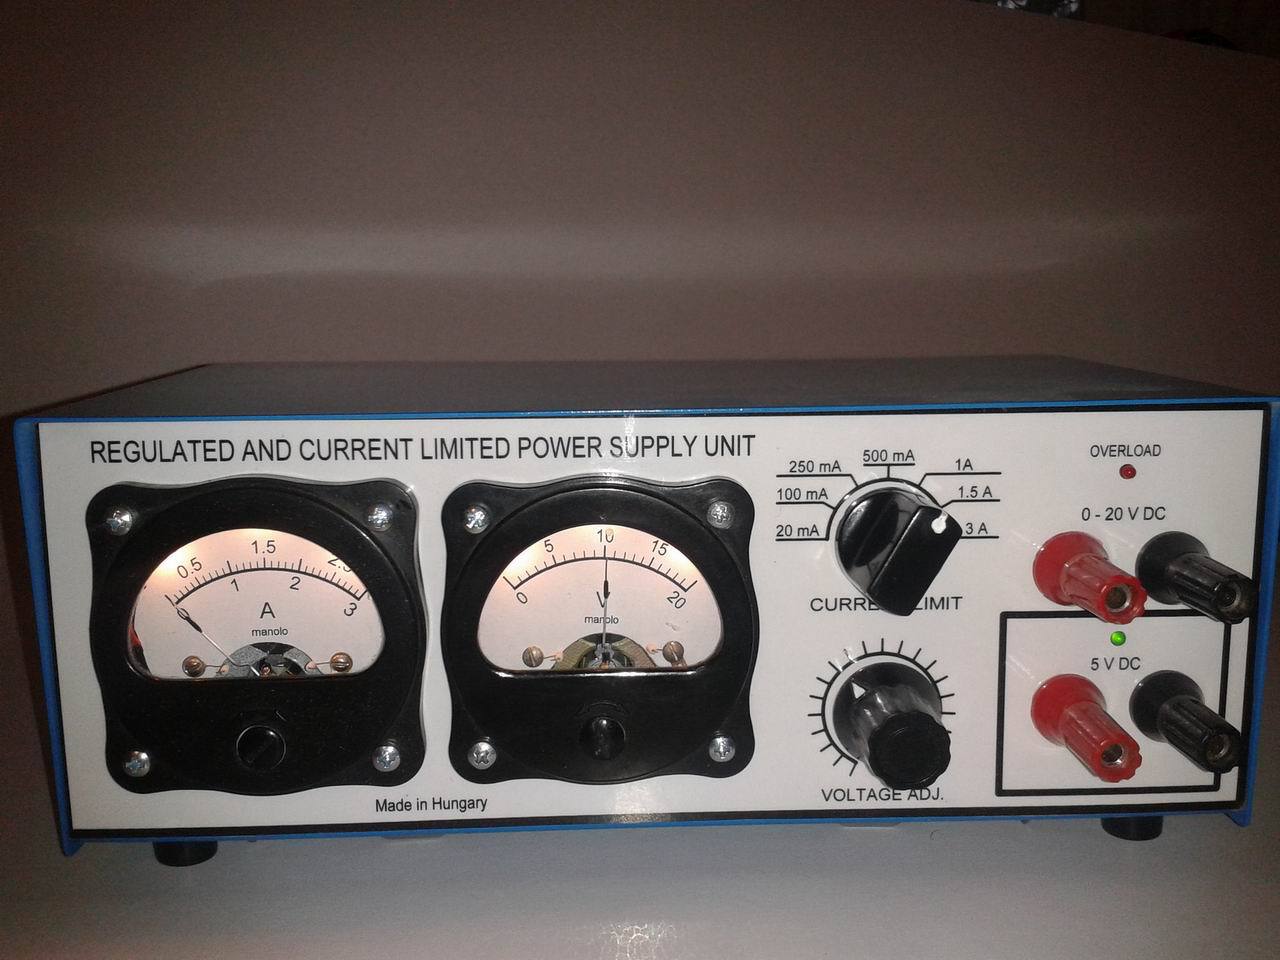 REGULATED AND CURRENT LIMITED POWER SUPPLY UNIT
0.5
1
1.5
2
3
A
manolo
0
5
10
15
20
V
manolo
Made in Hungary
20 mA
100 mA
250 mA
500 mA
1A
1.5 A
3 A
CURRENT LIMIT
VOLTAGE ADJ.
OVERLOAD
0 - 20 V DC
5 V DC